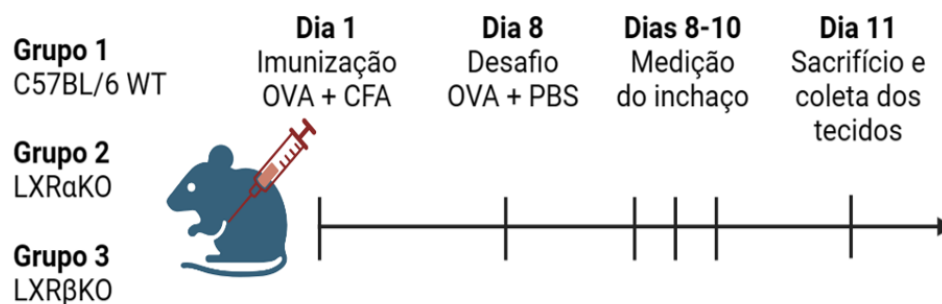 Grupo 1
C57BL/6 WT
Grupo 2
LXRαKO
Grupo 3
LXRβKO
Dia 1
Imunização
OVA + CFA
Dia 8
Desafio
OVA + PBS
Dias 8-10
Medição
do inchaço
Dia 11
Sacrifício e
coleta dos
tecidos